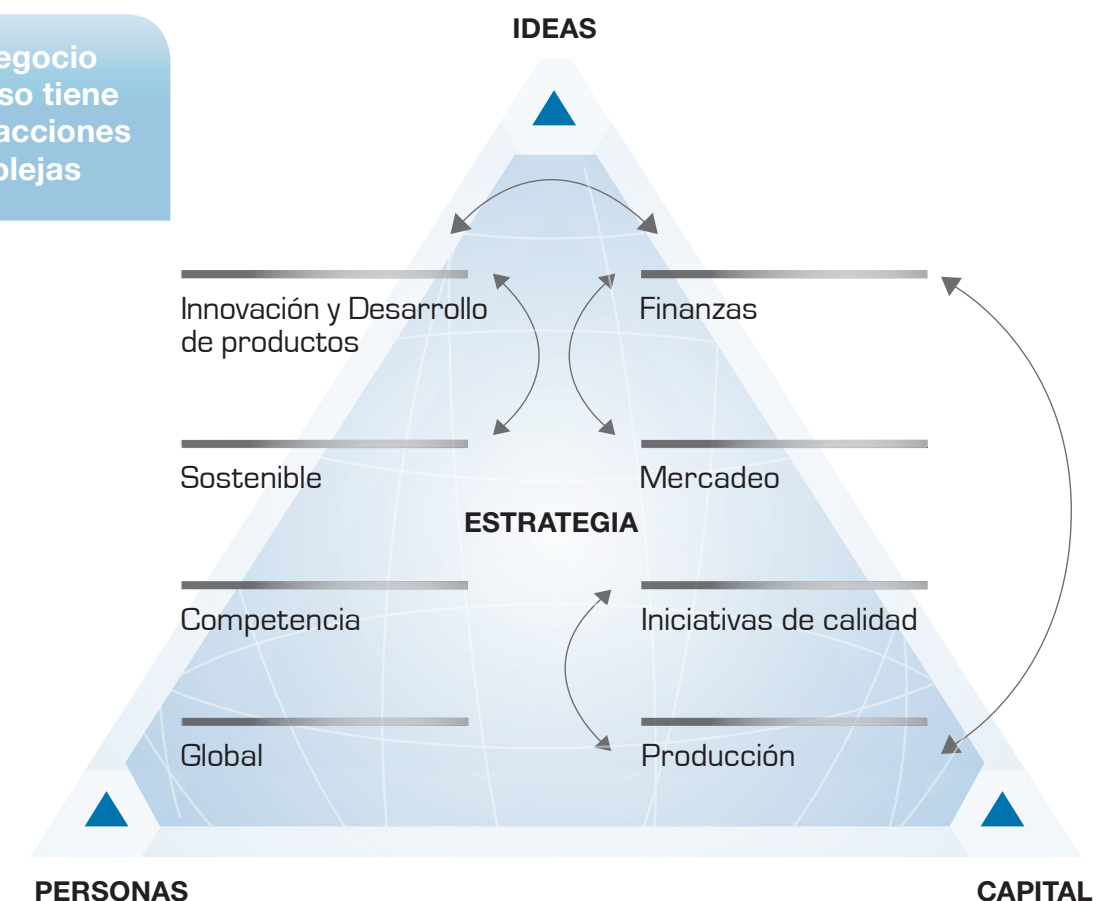 IDEAS
egocio
so tiene
acciones
plejas
Innovación y Desarrollo
de productos
Finanzas
Sostenible
Mercadeo
ESTRATEGIA
Competencia
Iniciativas de calidad
Global
Producción
PERSONAS
CAPITAL